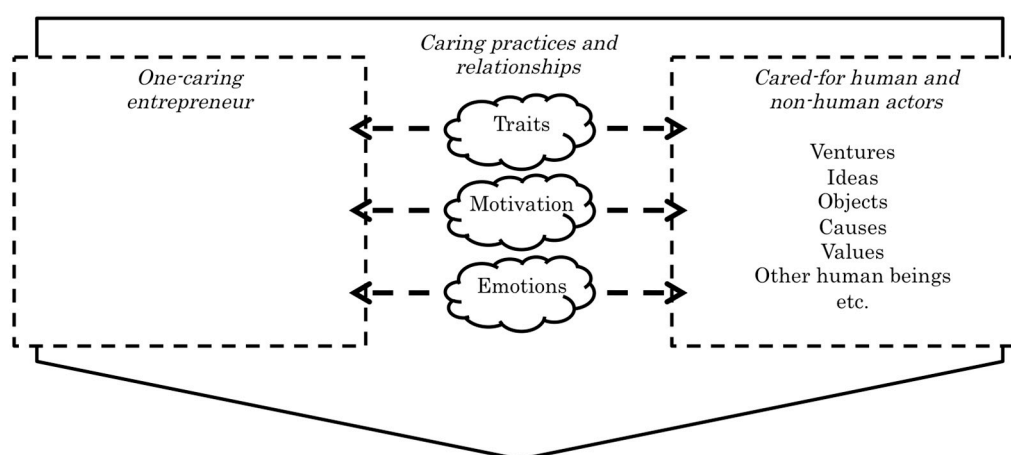 Caring practices and
relationships
One-caring
entrepreneur
Traits
Motivation
Emotions
Cared-for human and
non-human actors
Ventures
Ideas
Objects
Causes
Values
Other human beings
etc.